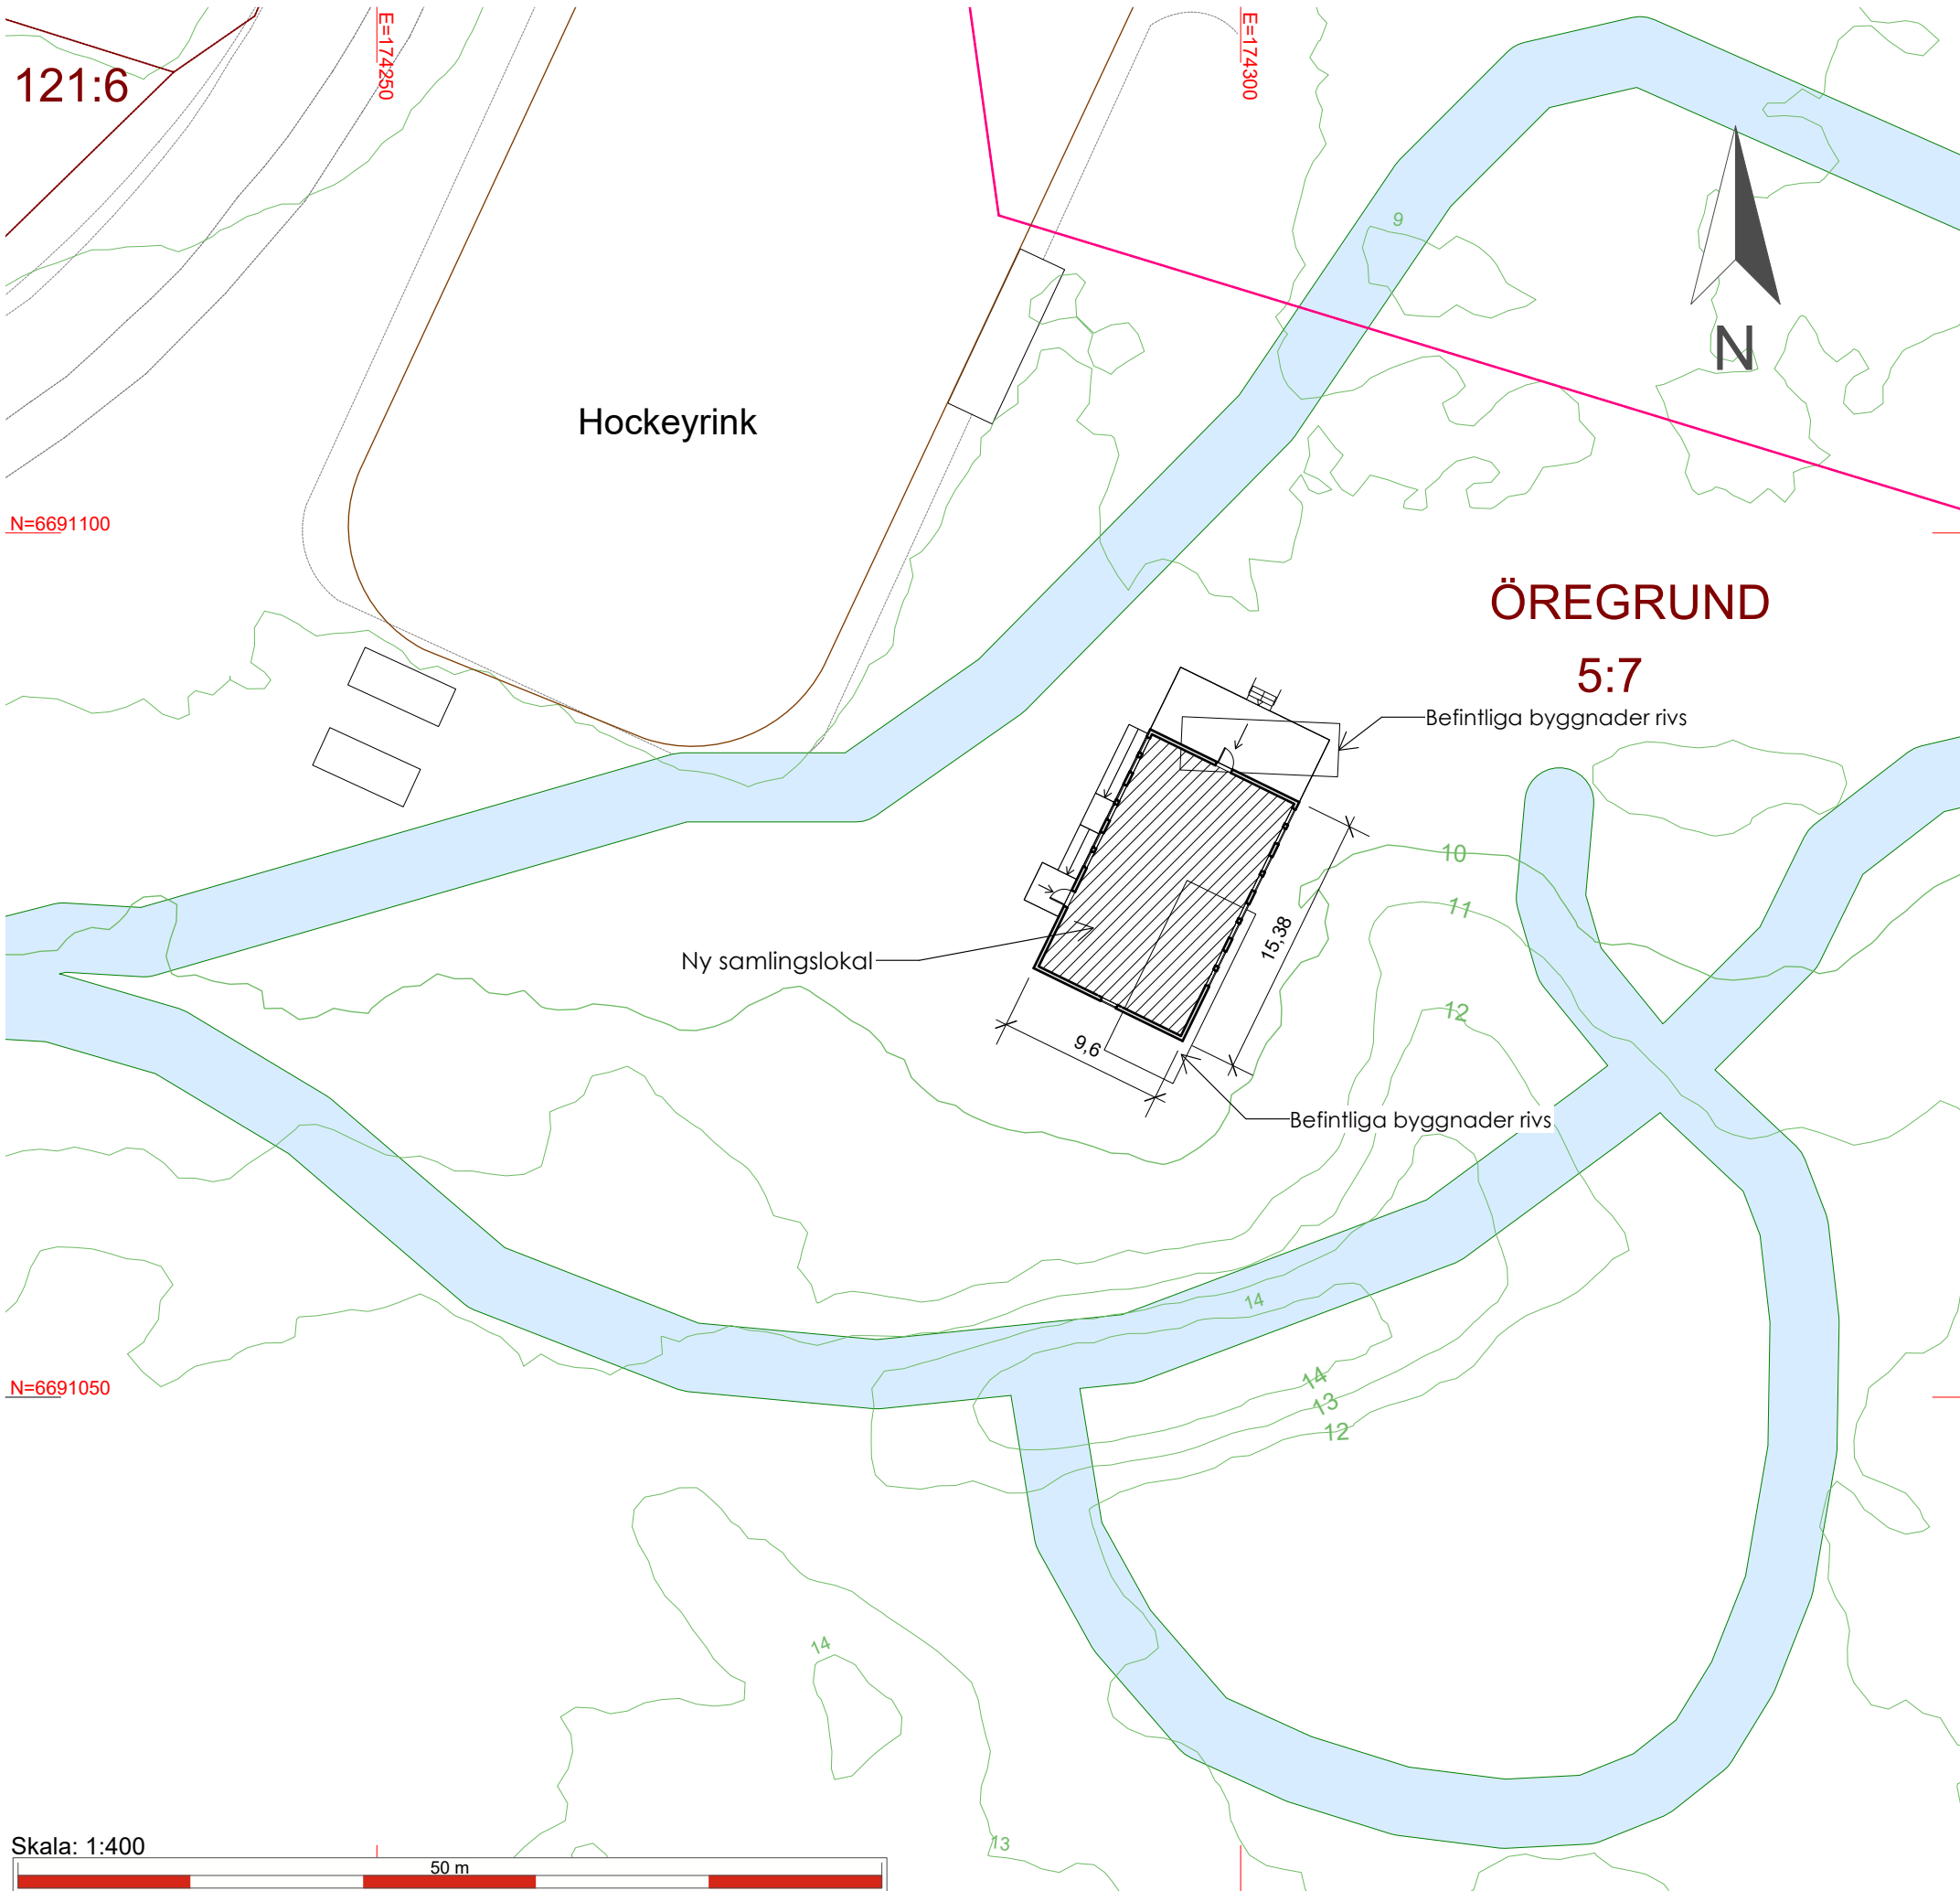 E=174250
E=174300
121:6
9
N
Hockeyrink
N=6691100
ÖREGRUND
5:7
Befintliga byggnader rivs
10
11
15,38
Ny samlingslokal
12
9,6
Befintliga byggnader rivs
14
14
N=6691050
13
12
14
13
Skala: 1:400
50 m